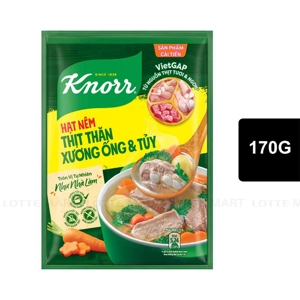 SẢN PHẨM
CẢI TIẾN
VietGAP
TỪ NGUỒN THỊT TƯƠI & NGON
SINCE 1838
Knorr
HẠT NÊM
THỊT THĂN
XƯƠNG ỐNG & TỦY
Tròn Vị Tự Nhiên
Như Nhà Làm
170G
LOTTE MART